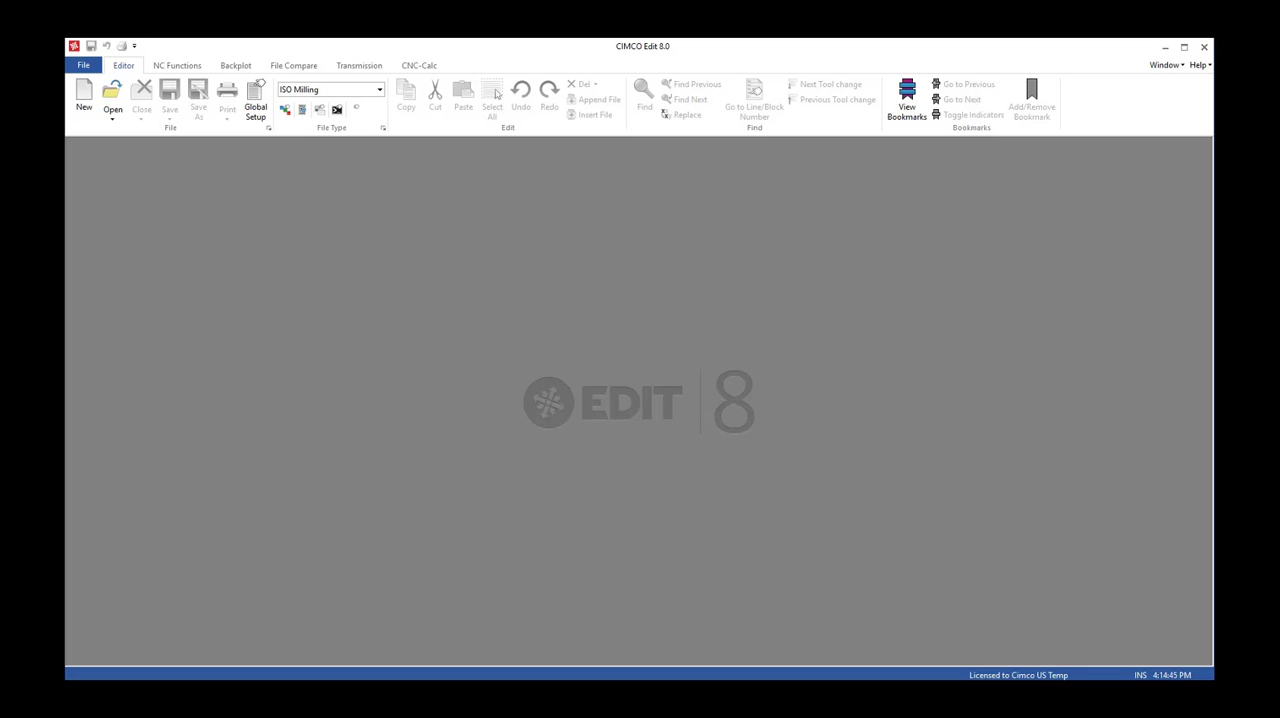 CIMCO Edit 8.0
File Editor NC Functions Backplot File Compare Transmission CNC-Calc Window Help
New Open Close Save Save As Print Global Setup
File
ISO Milling
File Type
Copy Cut Paste Select All Undo Redo
Del
Append File
Insert File
Edit
Find
Find Previous
Find Next
Replace
Go to Line/Block Number
Next Tool change
Previous Tool change
Find
View Bookmarks
Go to Previous
Go to Next
Toggle Indicators
Add/Remove Bookmark
Bookmarks
EDIT 8
Licensed to Cimco US Temp INS 4:14:45 PM